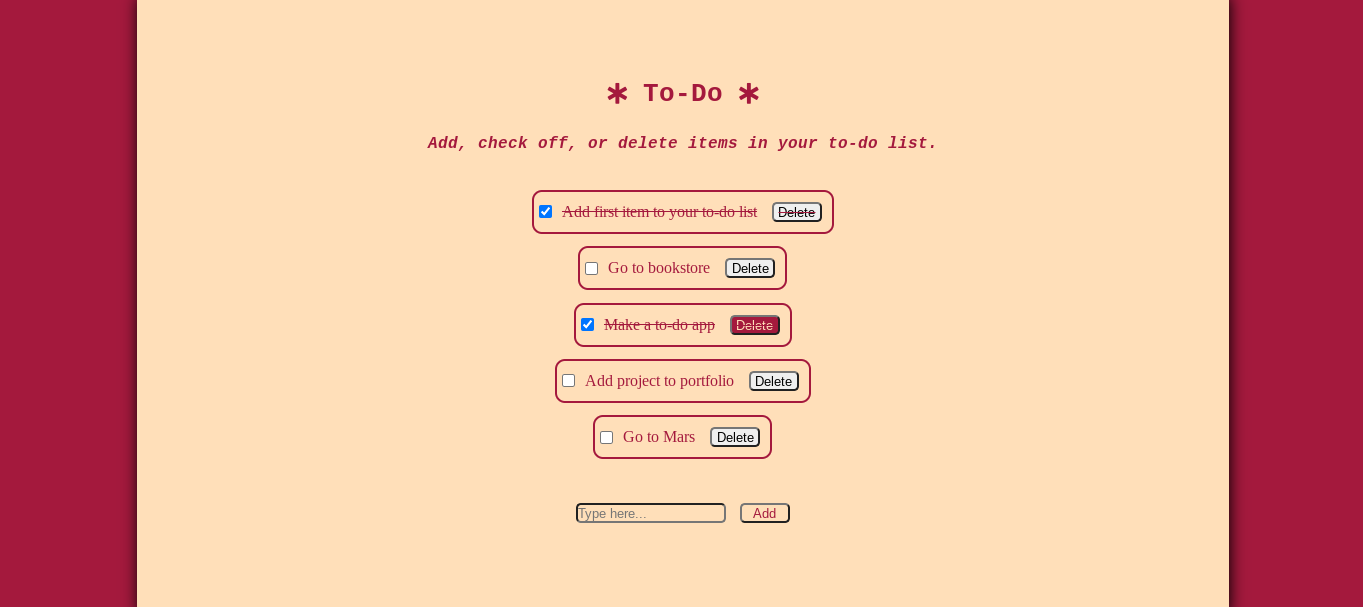 ∗ To-Do ∗
Add, check off, or delete items in your to-do list.
Add first item to your to-do list Delete
Go to bookstore Delete
Make a to-do app Delete
Add project to portfolio Delete
Go to Mars Delete
Type here... Add